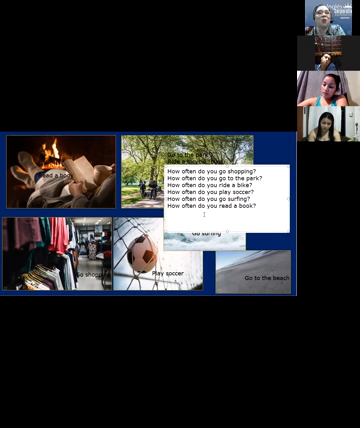 Go to the park
Ride a bicycle
Read a book
How often do you go shopping?
How often do you go to the park?
How often do you ride a bike?
How often do you play soccer?
How often do you go surfing?
How often do you read a book?
Go surfing
Go shopping
Play soccer
Go to the beach